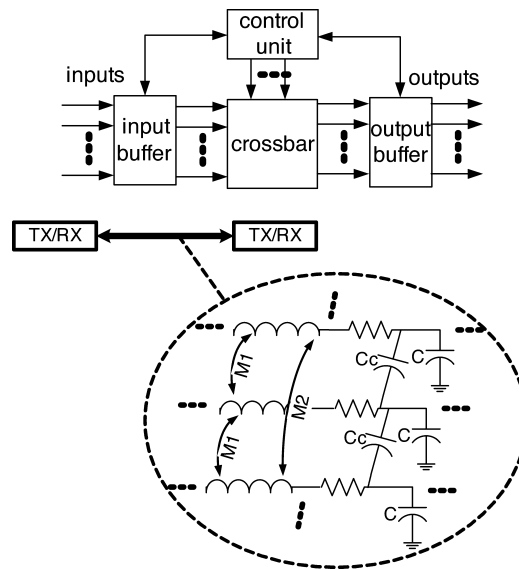 control
unit
inputs
outputs
input
buffer
crossbar
output
buffer
TX/RX
TX/RX
M1
Cc
C
M1
M2
Cc
C
C